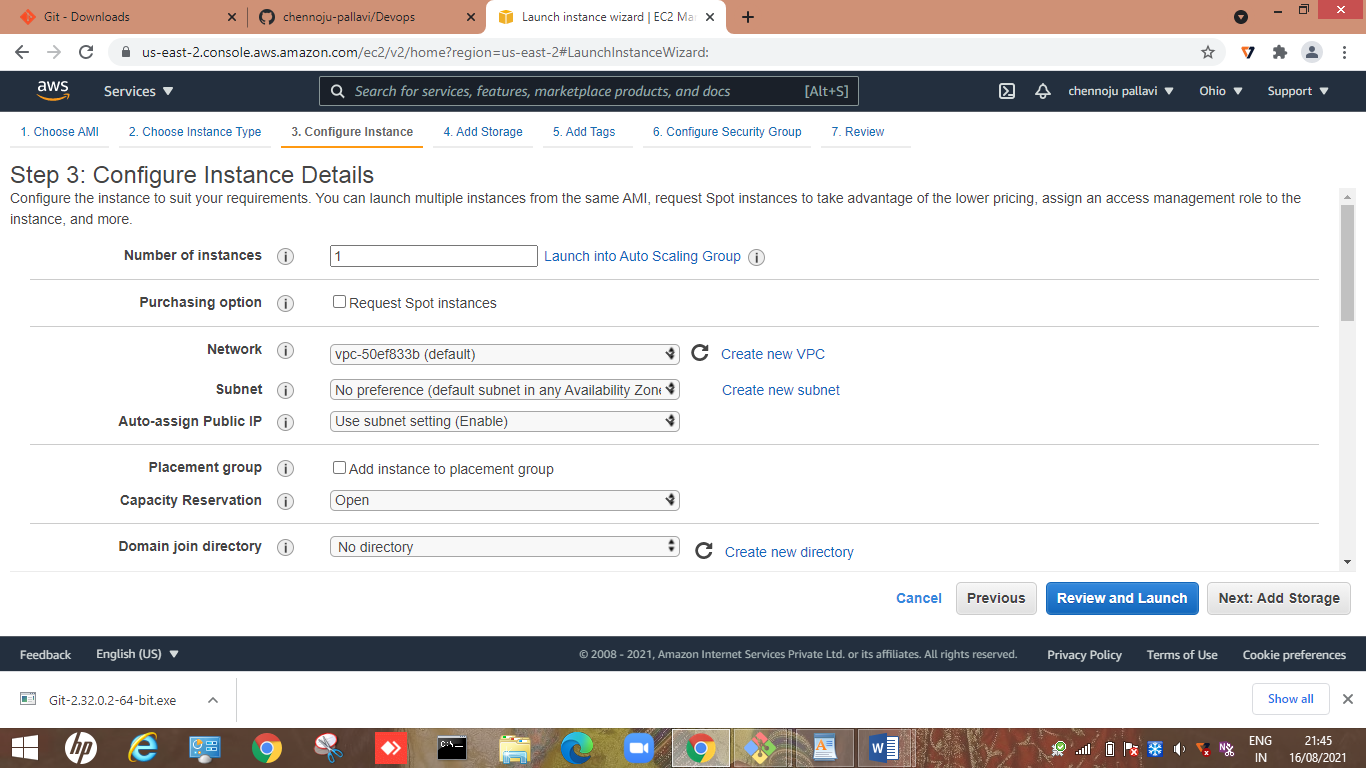 Git - Downloads
chennoju-pallavi/Devops
Launch instance wizard | EC2 Ma
us-east-2.console.aws.amazon.com/ec2/v2/home?region=us-east-2#LaunchInstanceWizard:
aws
Services
Search for services, features, marketplace products, and docs [Alt+S]
chennoju pallavi
Ohio
Support
1. Choose AMI
2. Choose Instance Type
3. Configure Instance
4. Add Storage
5. Add Tags
6. Configure Security Group
7. Review
Step 3: Configure Instance Details
Configure the instance to suit your requirements. You can launch multiple instances from the same AMI, request Spot instances to take advantage of the lower pricing, assign an access management role to the
instance, and more.
Number of instances
1
Launch into Auto Scaling Group
Purchasing option
Request Spot instances
Network
vpc-50ef833b (default)
Create new VPC
Subnet
No preference (default subnet in any Availability Zone
Create new subnet
Auto-assign Public IP
Use subnet setting (Enable)
Placement group
Add instance to placement group
Capacity Reservation
Open
Domain join directory
No directory
Create new directory
Cancel
Previous
Review and Launch
Next: Add Storage
Feedback
English (US)
© 2008 - 2021, Amazon Internet Services Private Ltd. or its affiliates. All rights reserved.
Privacy Policy
Terms of Use
Cookie preferences
Git-2.32.0.2-64-bit.exe
Show all
ENG
IN
21:45
16/08/2021